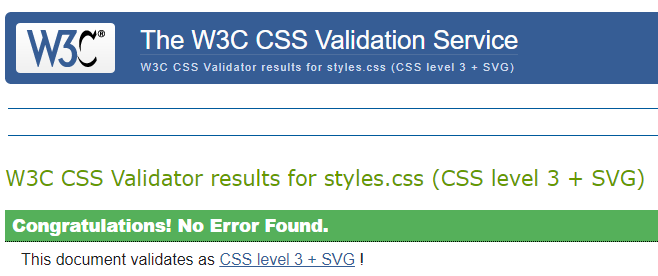 W3C®
The W3C CSS Validation Service
W3C CSS Validator results for styles.css (CSS level 3 + SVG)
W3C CSS Validator results for styles.css (CSS level 3 + SVG)
Congratulations! No Error Found.
This document validates as CSS level 3 + SVG !